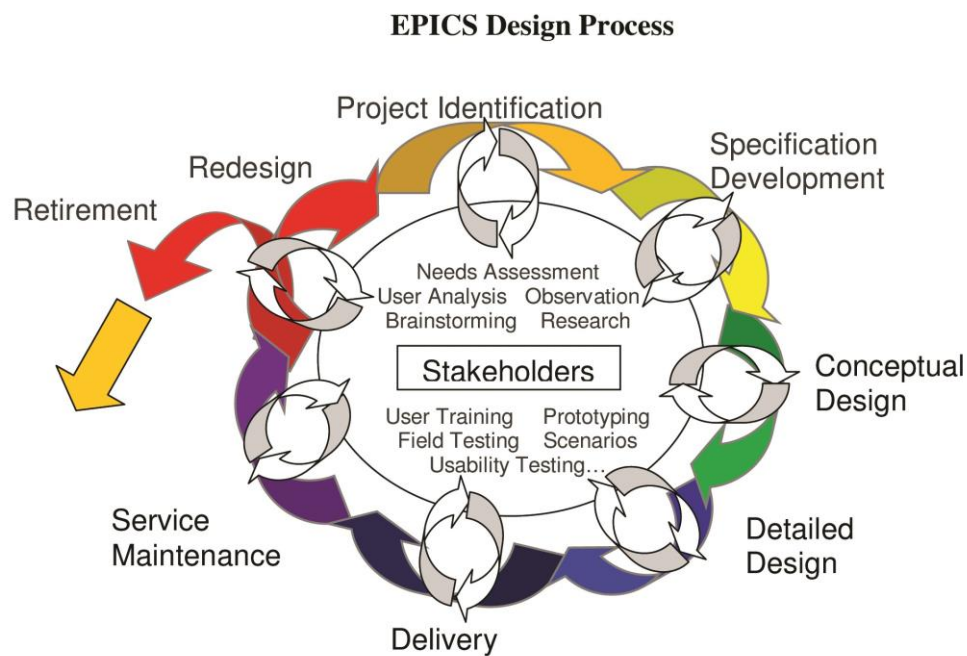 EPICS Design Process
Project Identification
Specification
Development
Redesign
Retirement
Needs Assessment
User Analysis Observation
Brainstorming Research
Stakeholders
Conceptual
Design
User Training Prototyping
Field Testing Scenarios
Usability Testing…
Service
Maintenance
Detailed
Design
Delivery